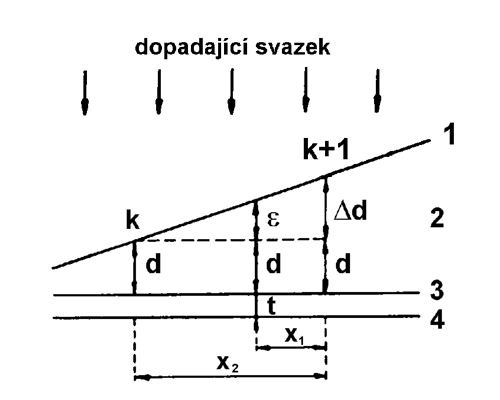 dopadající svazek
1
k+1
k
ε
Δd
2
d
d
d
3
t
4
x₁
x₂